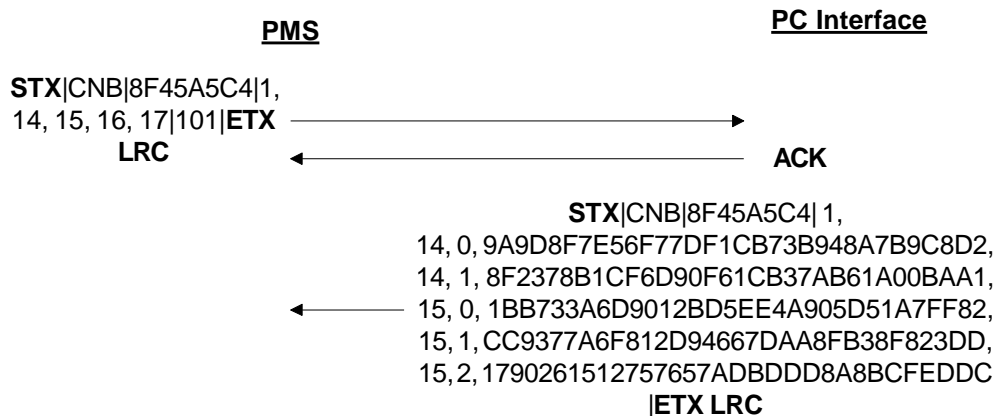 PMS
PC Interface
STX|CNB|8F45A5C4|1,
14, 15, 16, 17|101|ETX
LRC
ACK
STX|CNB|8F45A5C4| 1,
14, 0, 9A9D8F7E56F77DF1CB73B948A7B9C8D2,
14, 1, 8F2378B1CF6D90F61CB37AB61A00BAA1,
15, 0, 1BB733A6D9012BD5EE4A905D51A7FF82,
15, 1, CC9377A6F812D94667DAA8FB38F823DD,
15, 2, 1790261512757657ADBDDD8A8BCFEDDC
|ETX LRC